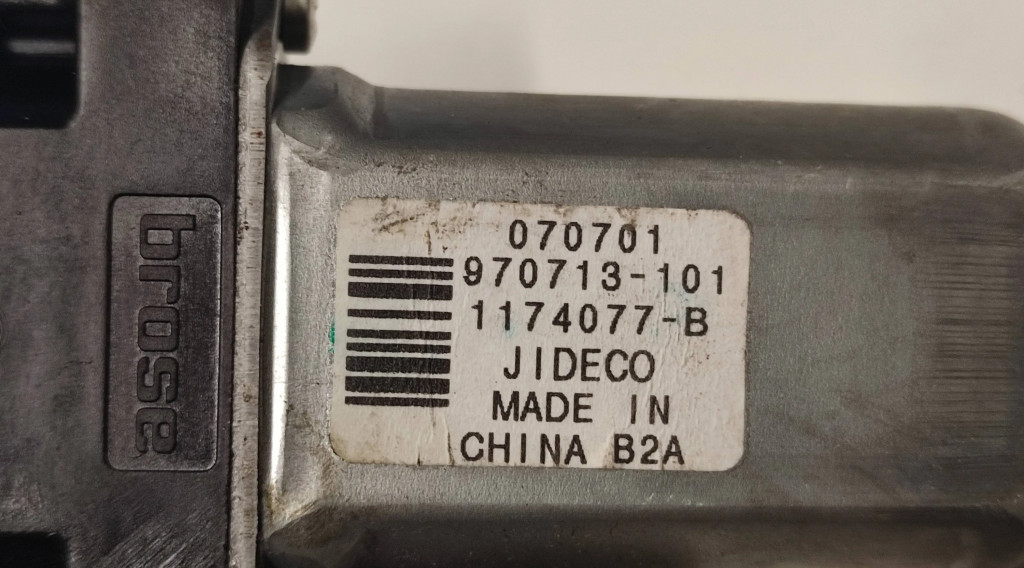 brose
070701
970713-101
1174077-B
JIDECO
MADE IN
CHINA B2A